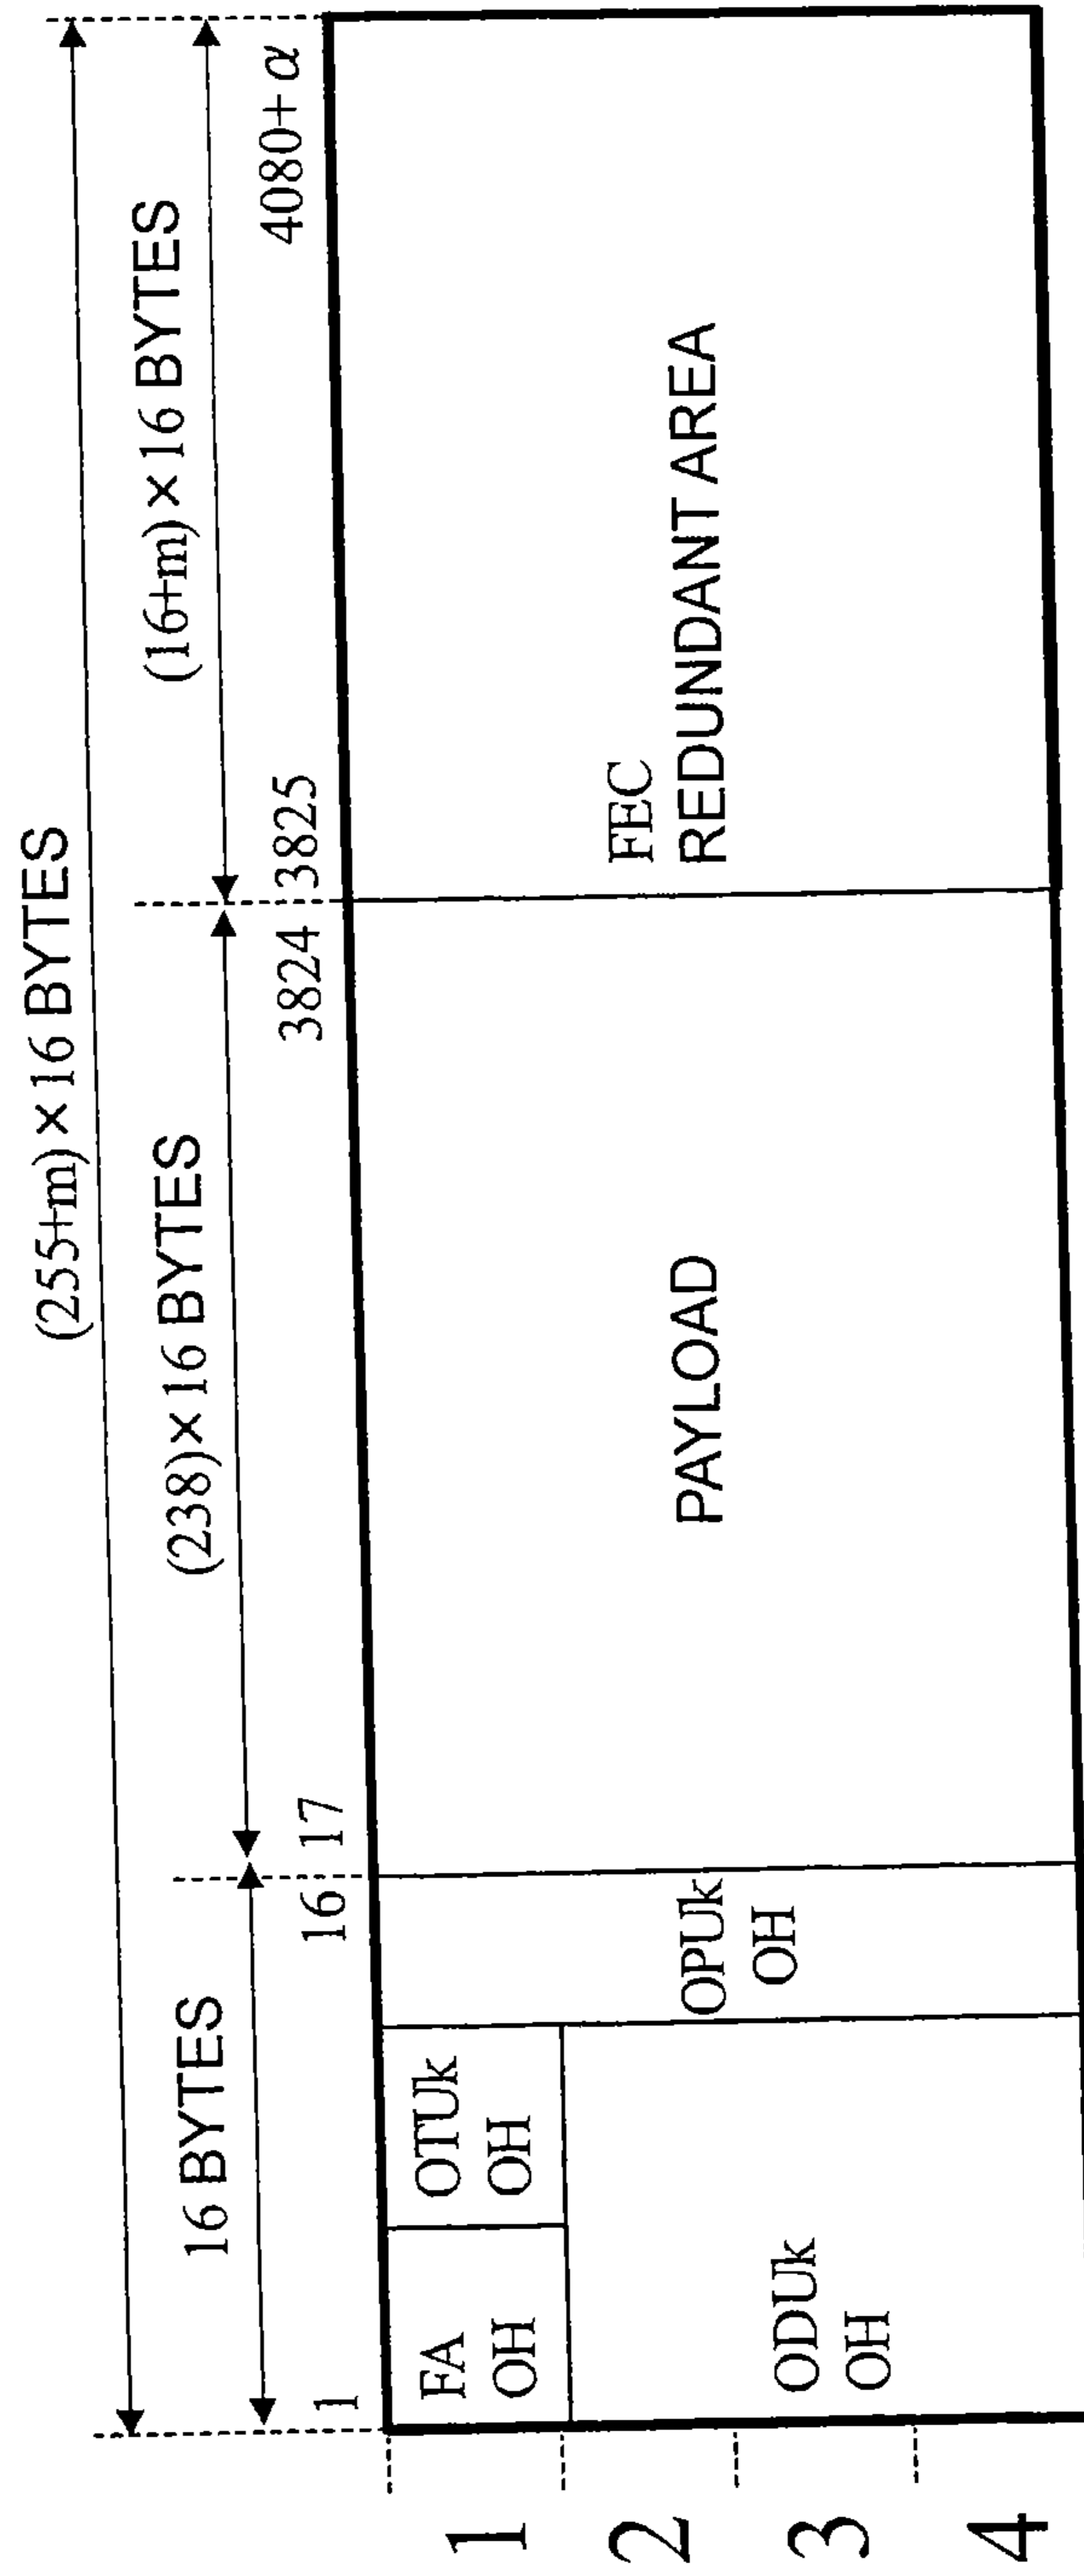 (255+m)×16 BYTES
16 BYTES
(238)×16 BYTES
(16+m)×16 BYTES
1
16
17
3824
3825
4080+α
1
2
3
4
FA
OH
OTUk
OH
ODUk
OH
OPUk
OH
PAYLOAD
FEC
REDUNDANT AREA